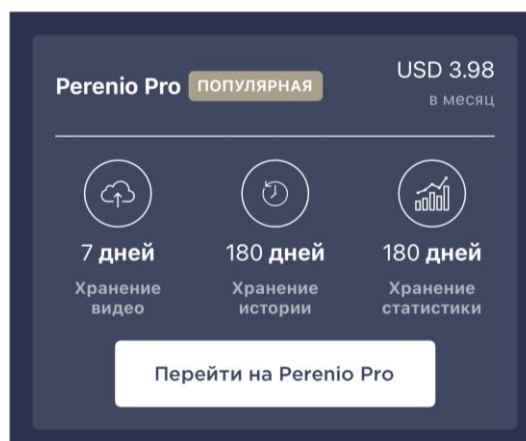 Perenio Pro ПОПУЛЯРНАЯ USD 3.98
в месяц
7 дней 180 дней 180 дней
Хранение Хранение Хранение
видео истории статистики
Перейти на Perenio Pro